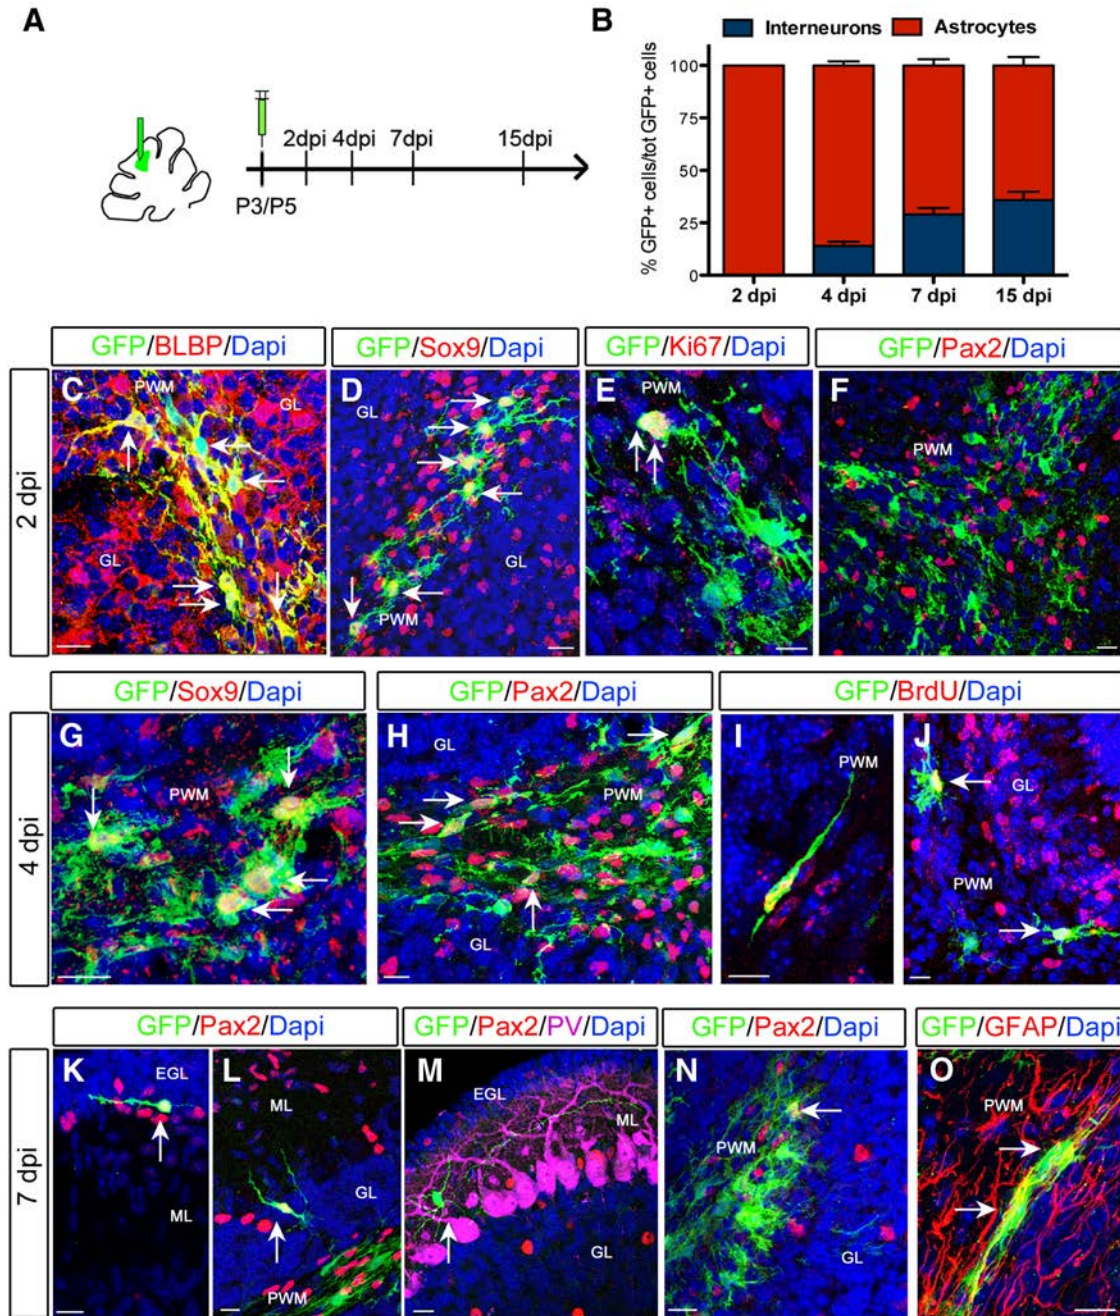 A
2dpi 4dpi 7dpi 15dpi
P3/P5
B
Interneurons Astrocytes
% GFP+ cells/tot GFP+ cells
100
75
50
25
0
2 dpi 4 dpi 7 dpi 15 dpi
GFP/BLBP/Dapi GFP/Sox9/Dapi GFP/Ki67/Dapi GFP/Pax2/Dapi
2 dpi
C PWM GL GL
D GL GL PWM
E PWM
F PWM
GFP/Sox9/Dapi GFP/Pax2/Dapi GFP/BrdU/Dapi
4 dpi
G PWM
H GL PWM GL
I PWM
J GL PWM
GFP/Pax2/Dapi GFP/Pax2/PV/Dapi GFP/Pax2/Dapi GFP/GFAP/Dapi
7 dpi
K EGL ML
L ML GL PWM
M EGL ML GL
N PWM GL
O PWM